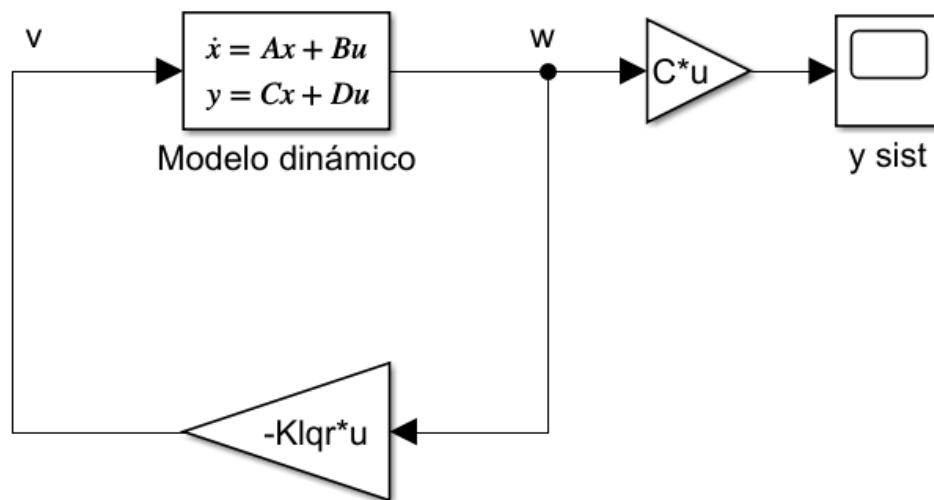 v
ẋ = Ax + Bu
y = Cx + Du
Modelo dinámico
w
C*u
y sist
-Klqr*u